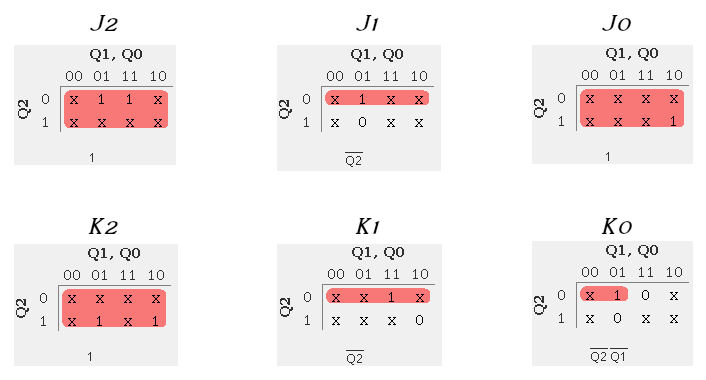 J2 J1 J0
Q1, Q0 Q1, Q0 Q1, Q0
00 01 11 10 00 01 11 10 00 01 11 10
Q2 0 x 1 1 x Q2 0 x 1 x x Q2 0 x x x x
1 x x x x 1 x 0 x x 1 x x x 1
1 Q2 1
K2 K1 K0
Q1, Q0 Q1, Q0 Q1, Q0
00 01 11 10 00 01 11 10 00 01 11 10
Q2 0 x x x x Q2 0 x x 1 x Q2 0 x 1 0 x
1 x 1 x 1 1 x x x 0 1 x 0 x x
1 Q2 Q2 Q1